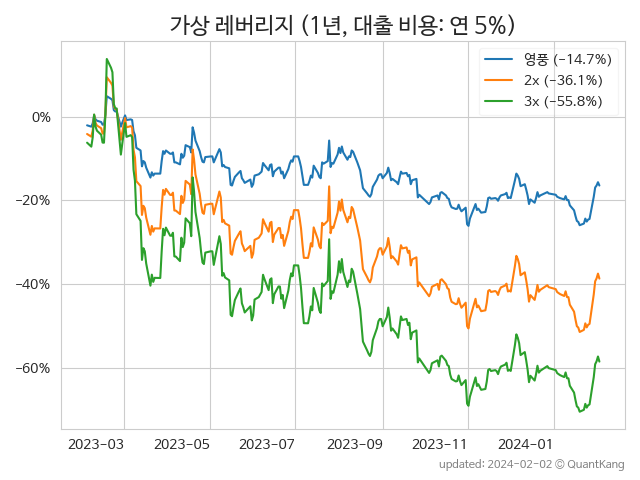 가상 레버리지 (1년, 대출 비용: 연 5%)
영풍 (−14.7%)
2x (−36.1%)
3x (−55.8%)
0%
−20%
−40%
−60%
2023-03 2023-05 2023-07 2023-09 2023-11 2024-01
updated: 2024-02-02 © QuantKang